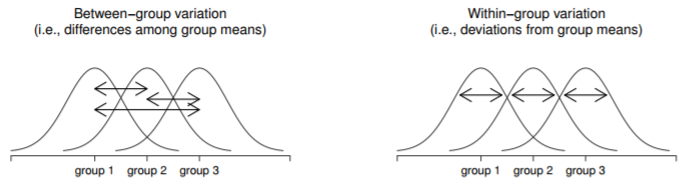 Between−group variation
(i.e., differences among group means)
group 1 group 2 group 3
Within−group variation
(i.e., deviations from group means)
group 1 group 2 group 3